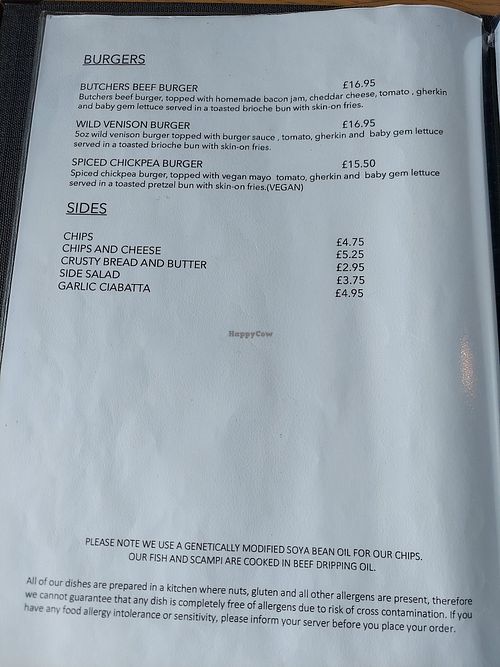 BURGERS
BUTCHERS BEEF BURGER £16.95
Butchers beef burger, topped with homemade bacon jam, cheddar cheese, tomato , gherkin
and baby gem lettuce served in a toasted brioche bun with skin-on fries.
WILD VENISON BURGER £16.95
5oz wild venison burger topped with burger sauce , tomato, gherkin and baby gem lettuce
served in a toasted brioche bun with skin-on fries.
SPICED CHICKPEA BURGER £15.50
Spiced chickpea burger, topped with vegan mayo tomato, gherkin and baby gem lettuce
served in a toasted pretzel bun with skin-on fries.(VEGAN)
SIDES
CHIPS £4.75
CHIPS AND CHEESE £5.25
CRUSTY BREAD AND BUTTER £2.95
SIDE SALAD £3.75
GARLIC CIABATTA £4.95
HappyCow
PLEASE NOTE WE USE A GENETICALLY MODIFIED SOYA BEAN OIL FOR OUR CHIPS.
OUR FISH AND SCAMPI ARE COOKED IN BEEF DRIPPING OIL.
All of our dishes are prepared in a kitchen where nuts, gluten and all other allergens are present, therefore
we cannot guarantee that any dish is completely free of allergens due to risk of cross contamination. If you
have any food allergy intolerance or sensitivity, please inform your server before you place your order.